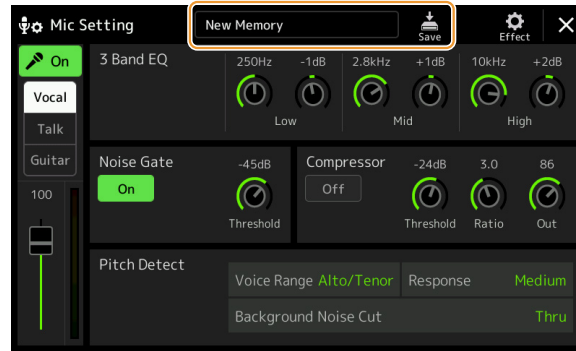 Mic Setting
New Memory
Save
Effect
On
Vocal
Talk
Guitar
100
3 Band EQ
250Hz -1dB 2.8kHz +1dB 10kHz +2dB
Low Mid High
Noise Gate
On
-45dB
Threshold
Compressor
Off
-24dB 3.0 86
Threshold Ratio Out
Pitch Detect
Voice Range Alto/Tenor Response Medium
Background Noise Cut Thru